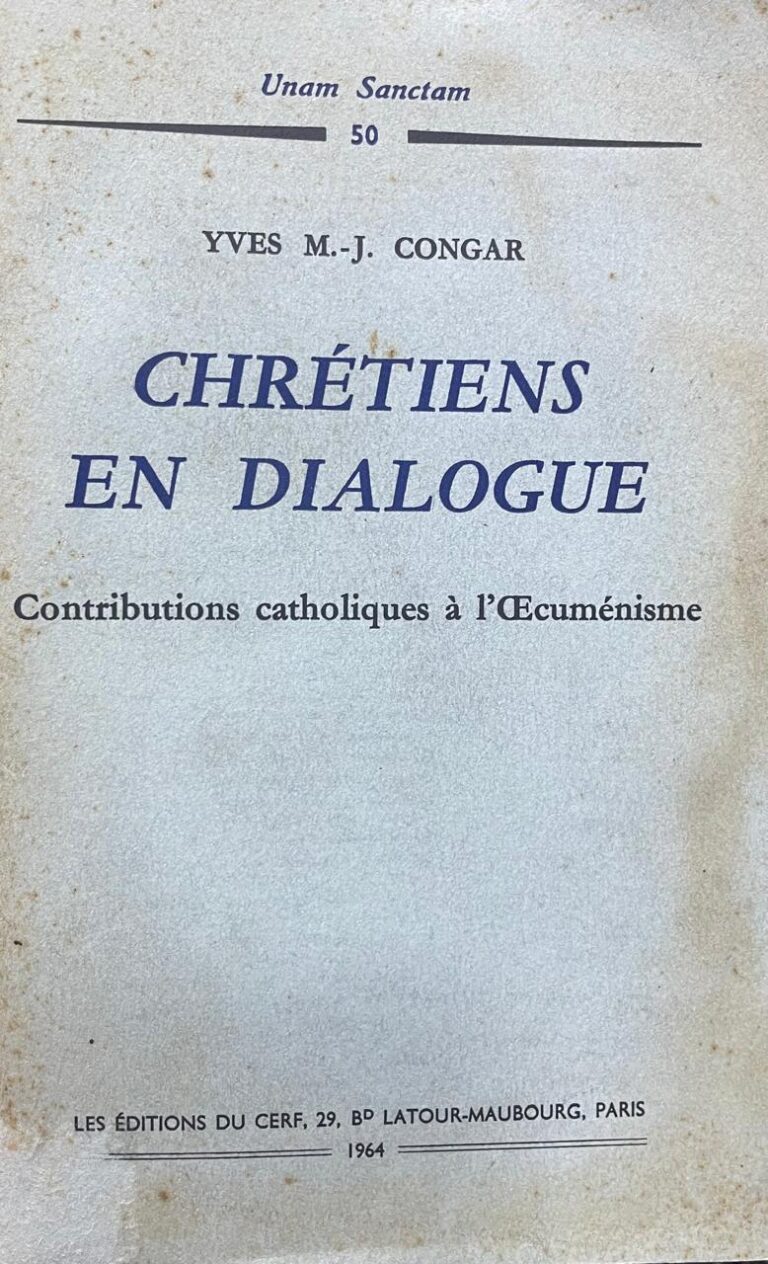 Unam Sanctam
50
YVES M.-J. CONGAR
CHRÉTIENS
EN DIALOGUE
Contributions catholiques à l'Œcuménisme
LES ÉDITIONS DU CERF, 29, BD LATOUR-MAUBOURG, PARIS
1964